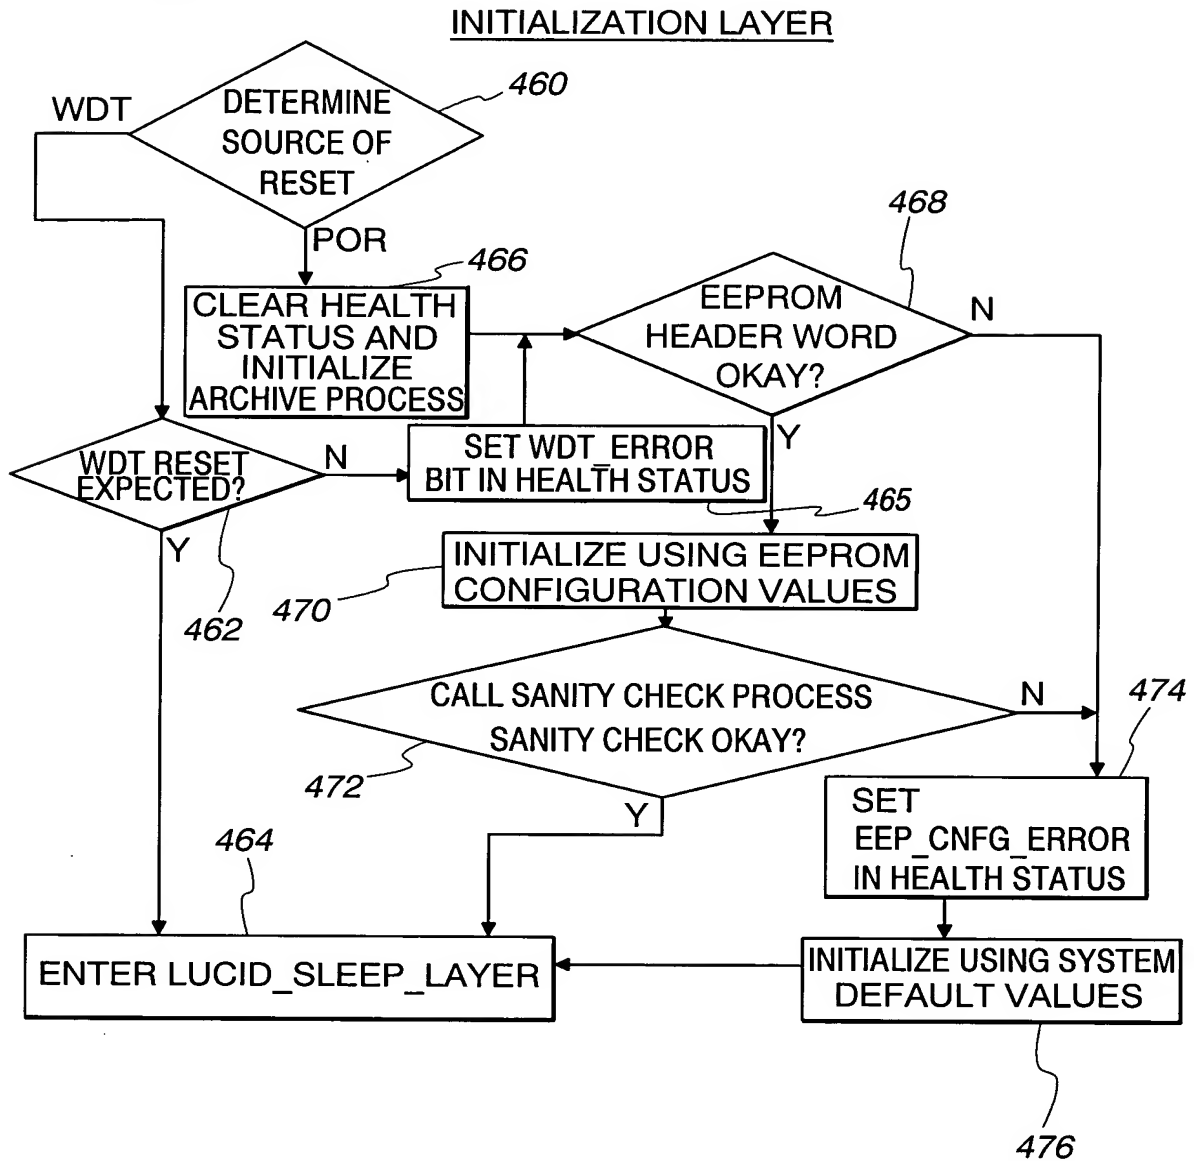 INITIALIZATION LAYER
460
WDT
DETERMINE
SOURCE OF
RESET
POR
466
CLEAR HEALTH
STATUS AND
INITIALIZE
ARCHIVE PROCESS
468
EEPROM
HEADER WORD
OKAY?
N
Y
WDT RESET
EXPECTED?
N
Y
462
SET WDT_ERROR
BIT IN HEALTH STATUS
465
INITIALIZE USING EEPROM
CONFIGURATION VALUES
470
CALL SANITY CHECK PROCESS
SANITY CHECK OKAY?
N
Y
472
474
SET
EEP_CNFG_ERROR
IN HEALTH STATUS
464
ENTER LUCID_SLEEP_LAYER
INITIALIZE USING SYSTEM
DEFAULT VALUES
476